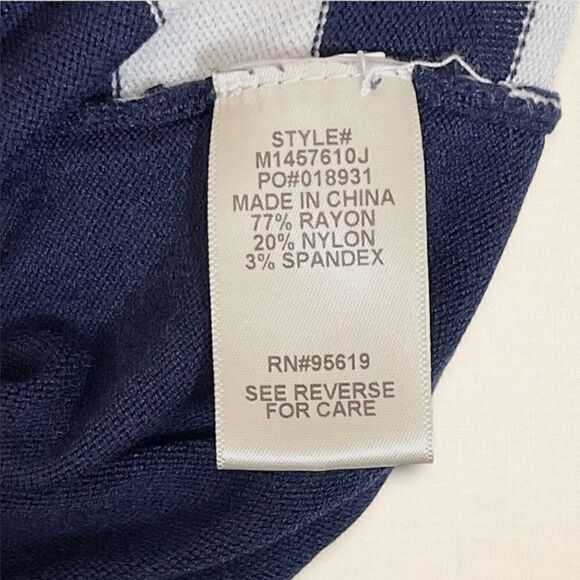 STYLE#
M1457610J
PO#018931
MADE IN CHINA
77% RAYON
20% NYLON
3% SPANDEX
RN#95619
SEE REVERSE
FOR CARE